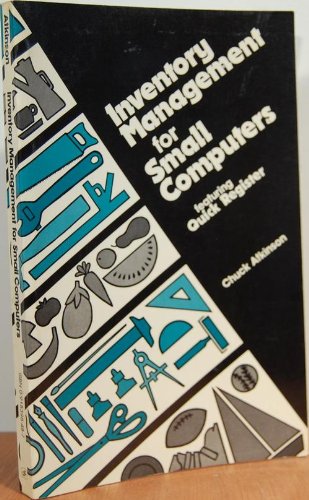 Inventory
Management
for
Small
Computers
featuring
Quick Register
Chuck Atkinson
Atkinson
Inventory Management for Small Computers